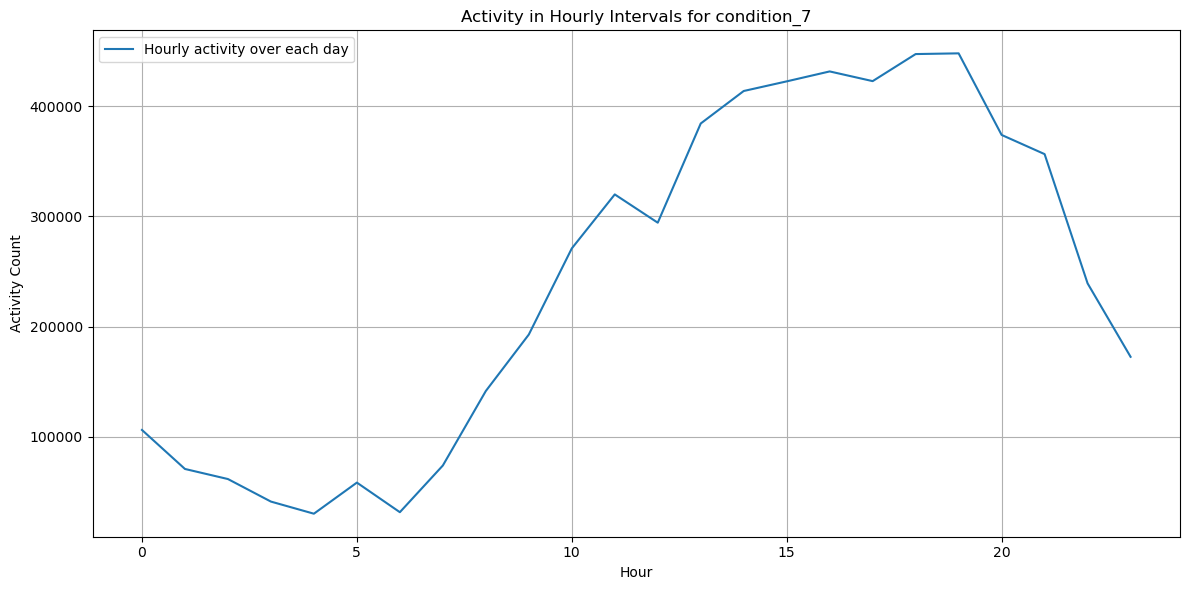 Activity in Hourly Intervals for condition_7
Hourly activity over each day
Activity Count
400000
300000
200000
100000
0 5 10 15 20
Hour